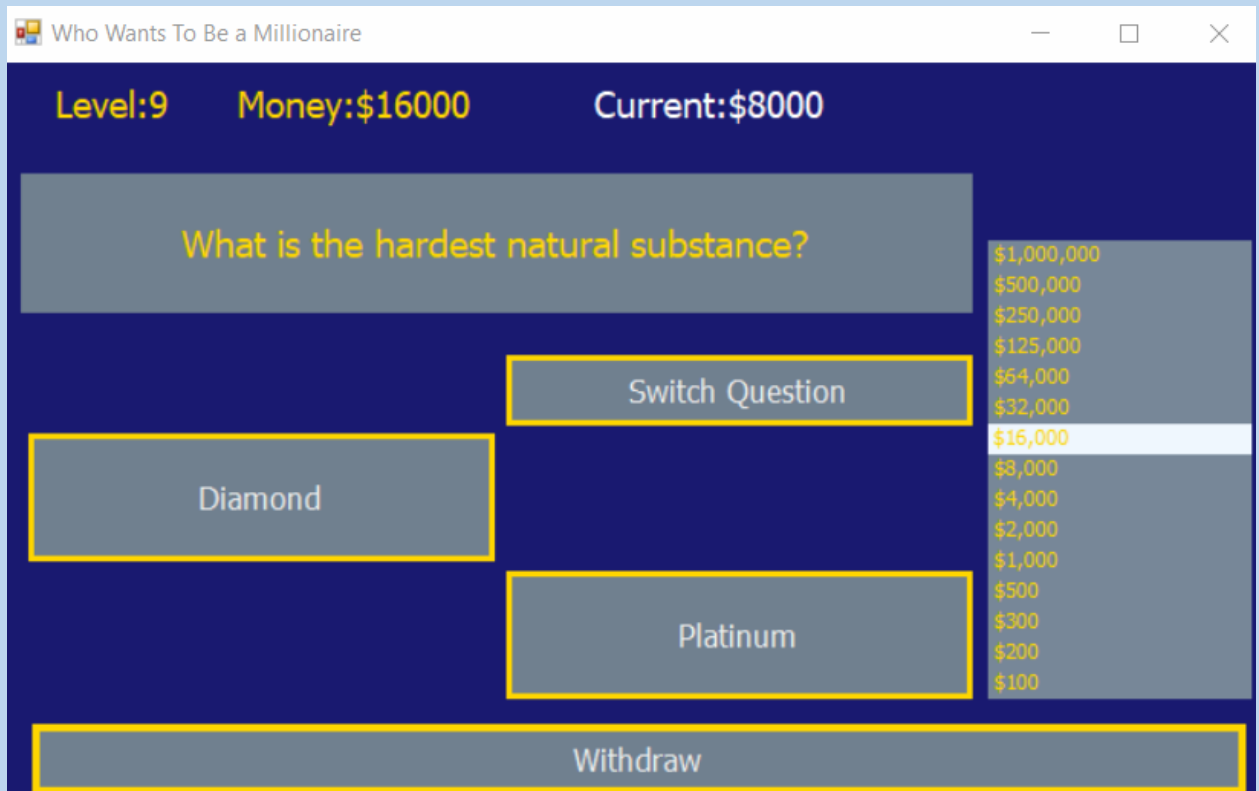 Who Wants To Be a Millionaire
Level:9 Money:$16000 Current:$8000
What is the hardest natural substance?
Switch Question
Diamond
Platinum
Withdraw
$1,000,000
$500,000
$250,000
$125,000
$64,000
$32,000
$16,000
$8,000
$4,000
$2,000
$1,000
$500
$300
$200
$100